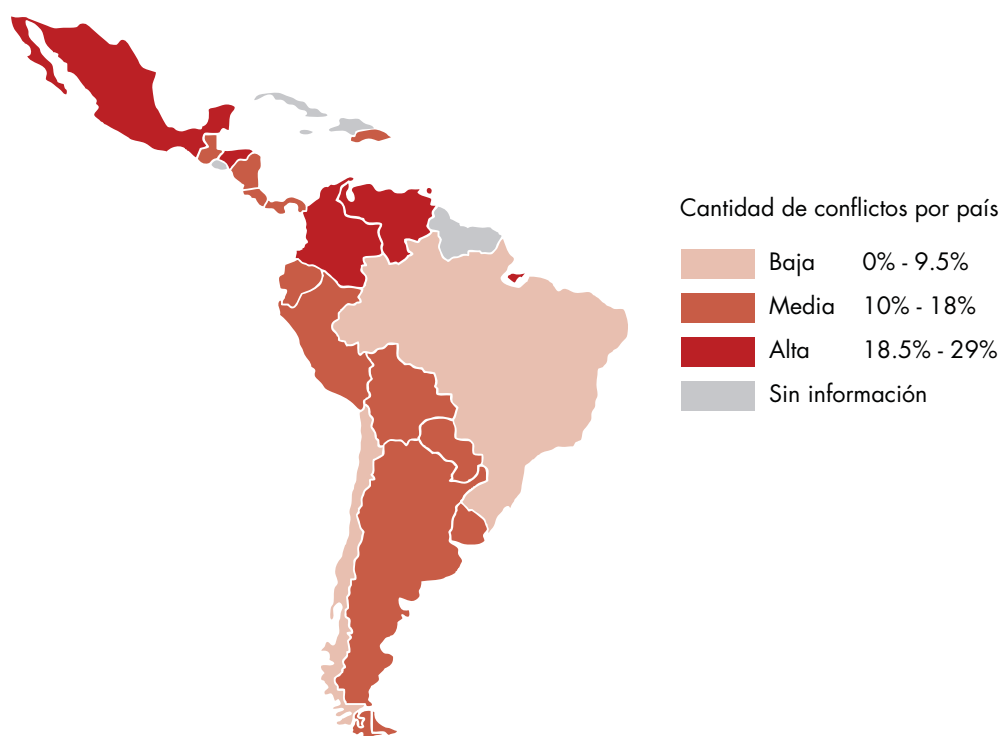 Cantidad de conflictos por país
Baja 0% - 9.5%
Media 10% - 18%
Alta 18.5% - 29%
Sin información